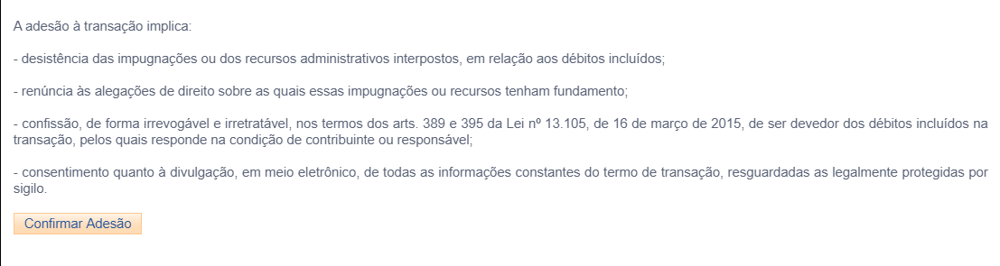 A adesão à transação implica:
- desistência das impugnações ou dos recursos administrativos interpostos, em relação aos débitos incluídos;
- renúncia às alegações de direito sobre as quais essas impugnações ou recursos tenham fundamento;
- confissão, de forma irrevogável e irretratável, nos termos dos arts. 389 e 395 da Lei nº 13.105, de 16 de março de 2015, de ser devedor dos débitos incluídos na
transação, pelos quais responde na condição de contribuinte ou responsável;
- consentimento quanto à divulgação, em meio eletrônico, de todas as informações constantes do termo de transação, resguardadas as legalmente protegidas por
sigilo.
Confirmar Adesão